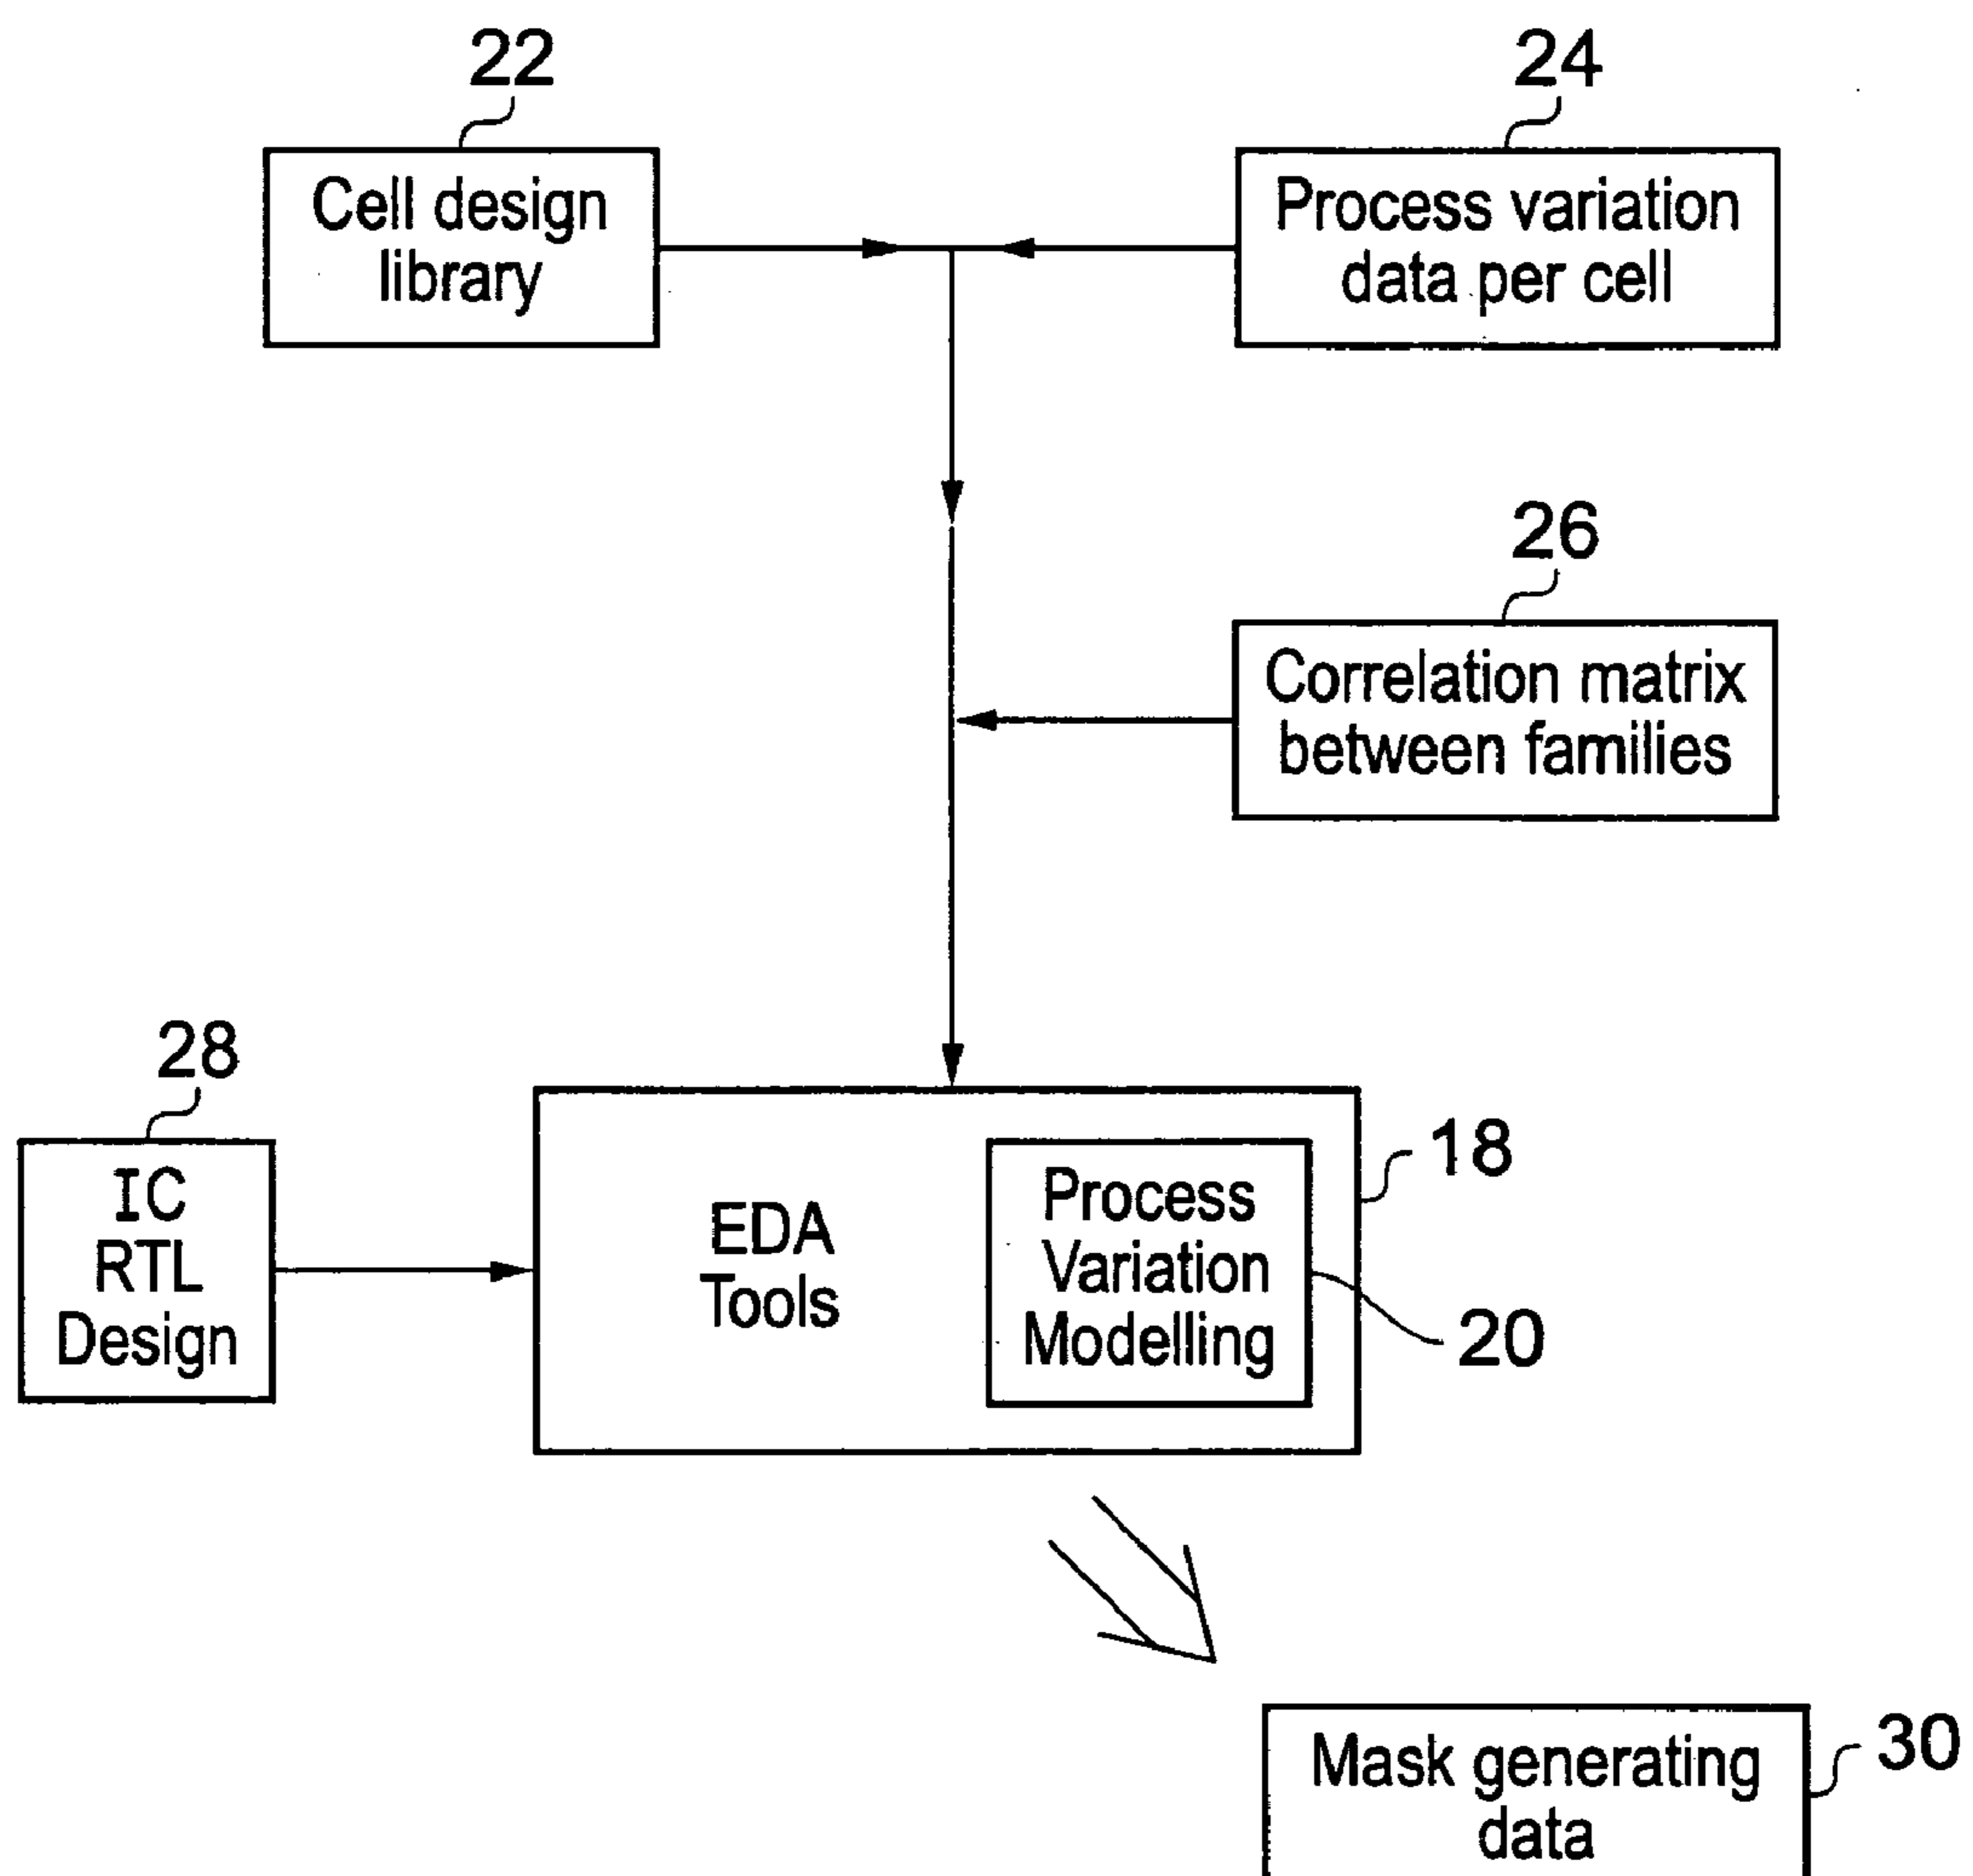 22
Cell design
library
24
Process variation
data per cell
26
Correlation matrix
between families
28
IC
RTL
Design
EDA
Tools
Process
Variation
Modelling
18
20
Mask generating
data
30